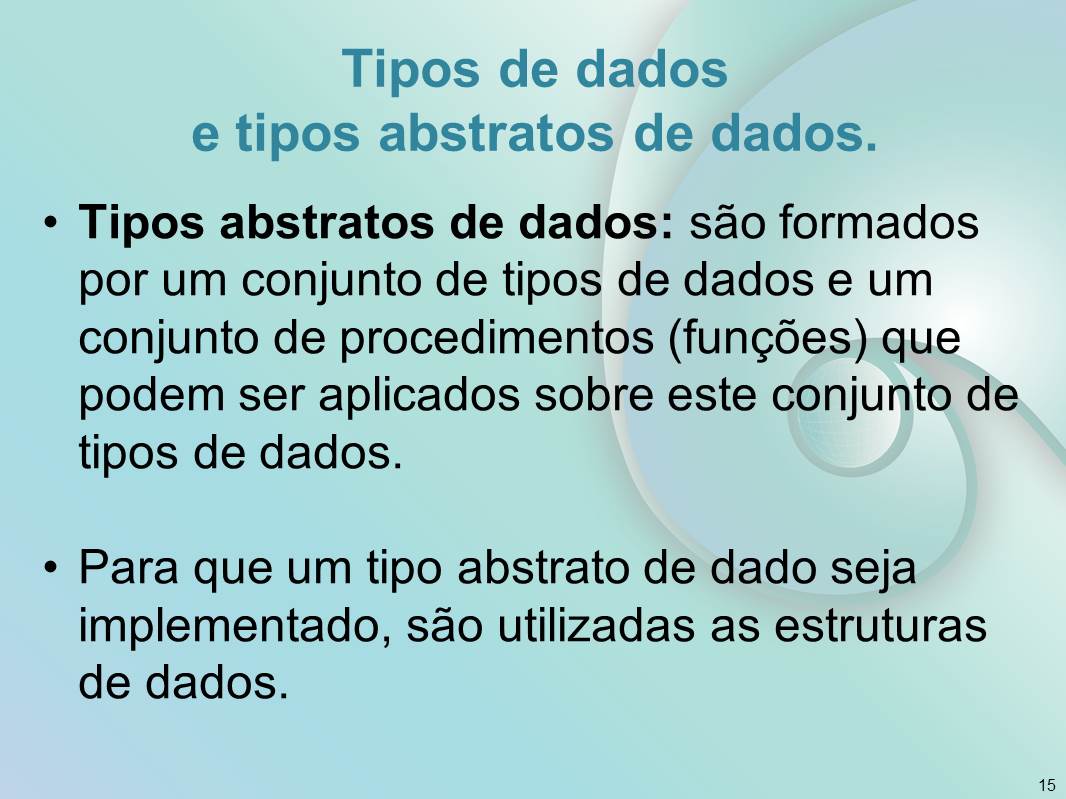 Tipos de dados
e tipos abstratos de dados.
• Tipos abstratos de dados: são formados
por um conjunto de tipos de dados e um
conjunto de procedimentos (funções) que
podem ser aplicados sobre este conjunto de
tipos de dados.
• Para que um tipo abstrato de dado seja
implementado, são utilizadas as estruturas
de dados.
15